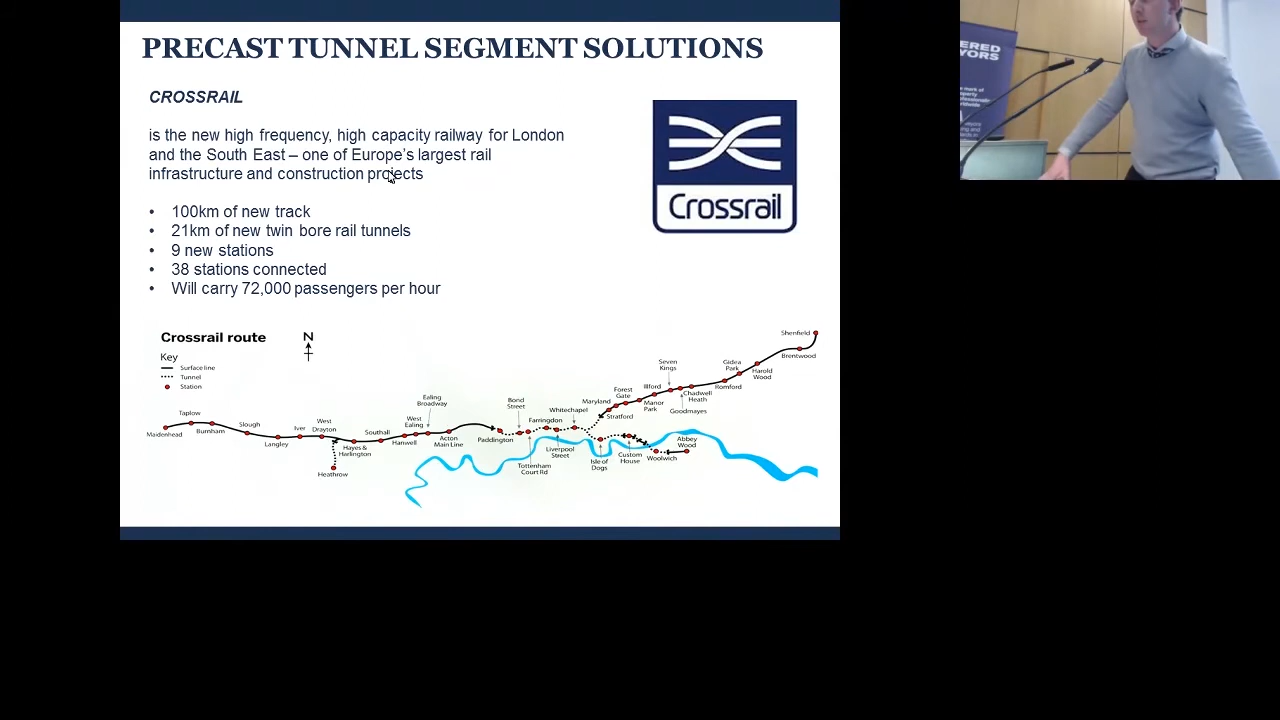 PRECAST TUNNEL SEGMENT SOLUTIONS
CROSSRAIL
is the new high frequency, high capacity railway for London
and the South East – one of Europe's largest rail
infrastructure and construction projects
• 100km of new track
• 21km of new twin bore rail tunnels
• 9 new stations
• 38 stations connected
• Will carry 72,000 passengers per hour
Crossrail
Crossrail route
N
Key
Surface line
Tunnel
Station
Maidenhead
Taplow
Burnham
Slough
Langley
Iver
West
Drayton
Heathrow
Hayes &
Harlington
Southall
Hanwell
West
Ealing
Ealing
Broadway
Acton
Main Line
Paddington
Bond
Street
Tottenham
Court Rd
Farringdon
Liverpool
Street
Whitechapel
Isle of
Dogs
Custom
House
Woolwich
Abbey
Wood
Maryland
Stratford
Forest
Gate
Manor
Park
Illford
Seven
Kings
Goodmayes
Chadwell
Heath
Romford
Gidea
Park
Harold
Wood
Brentwood
Shenfield
ERED
YORS